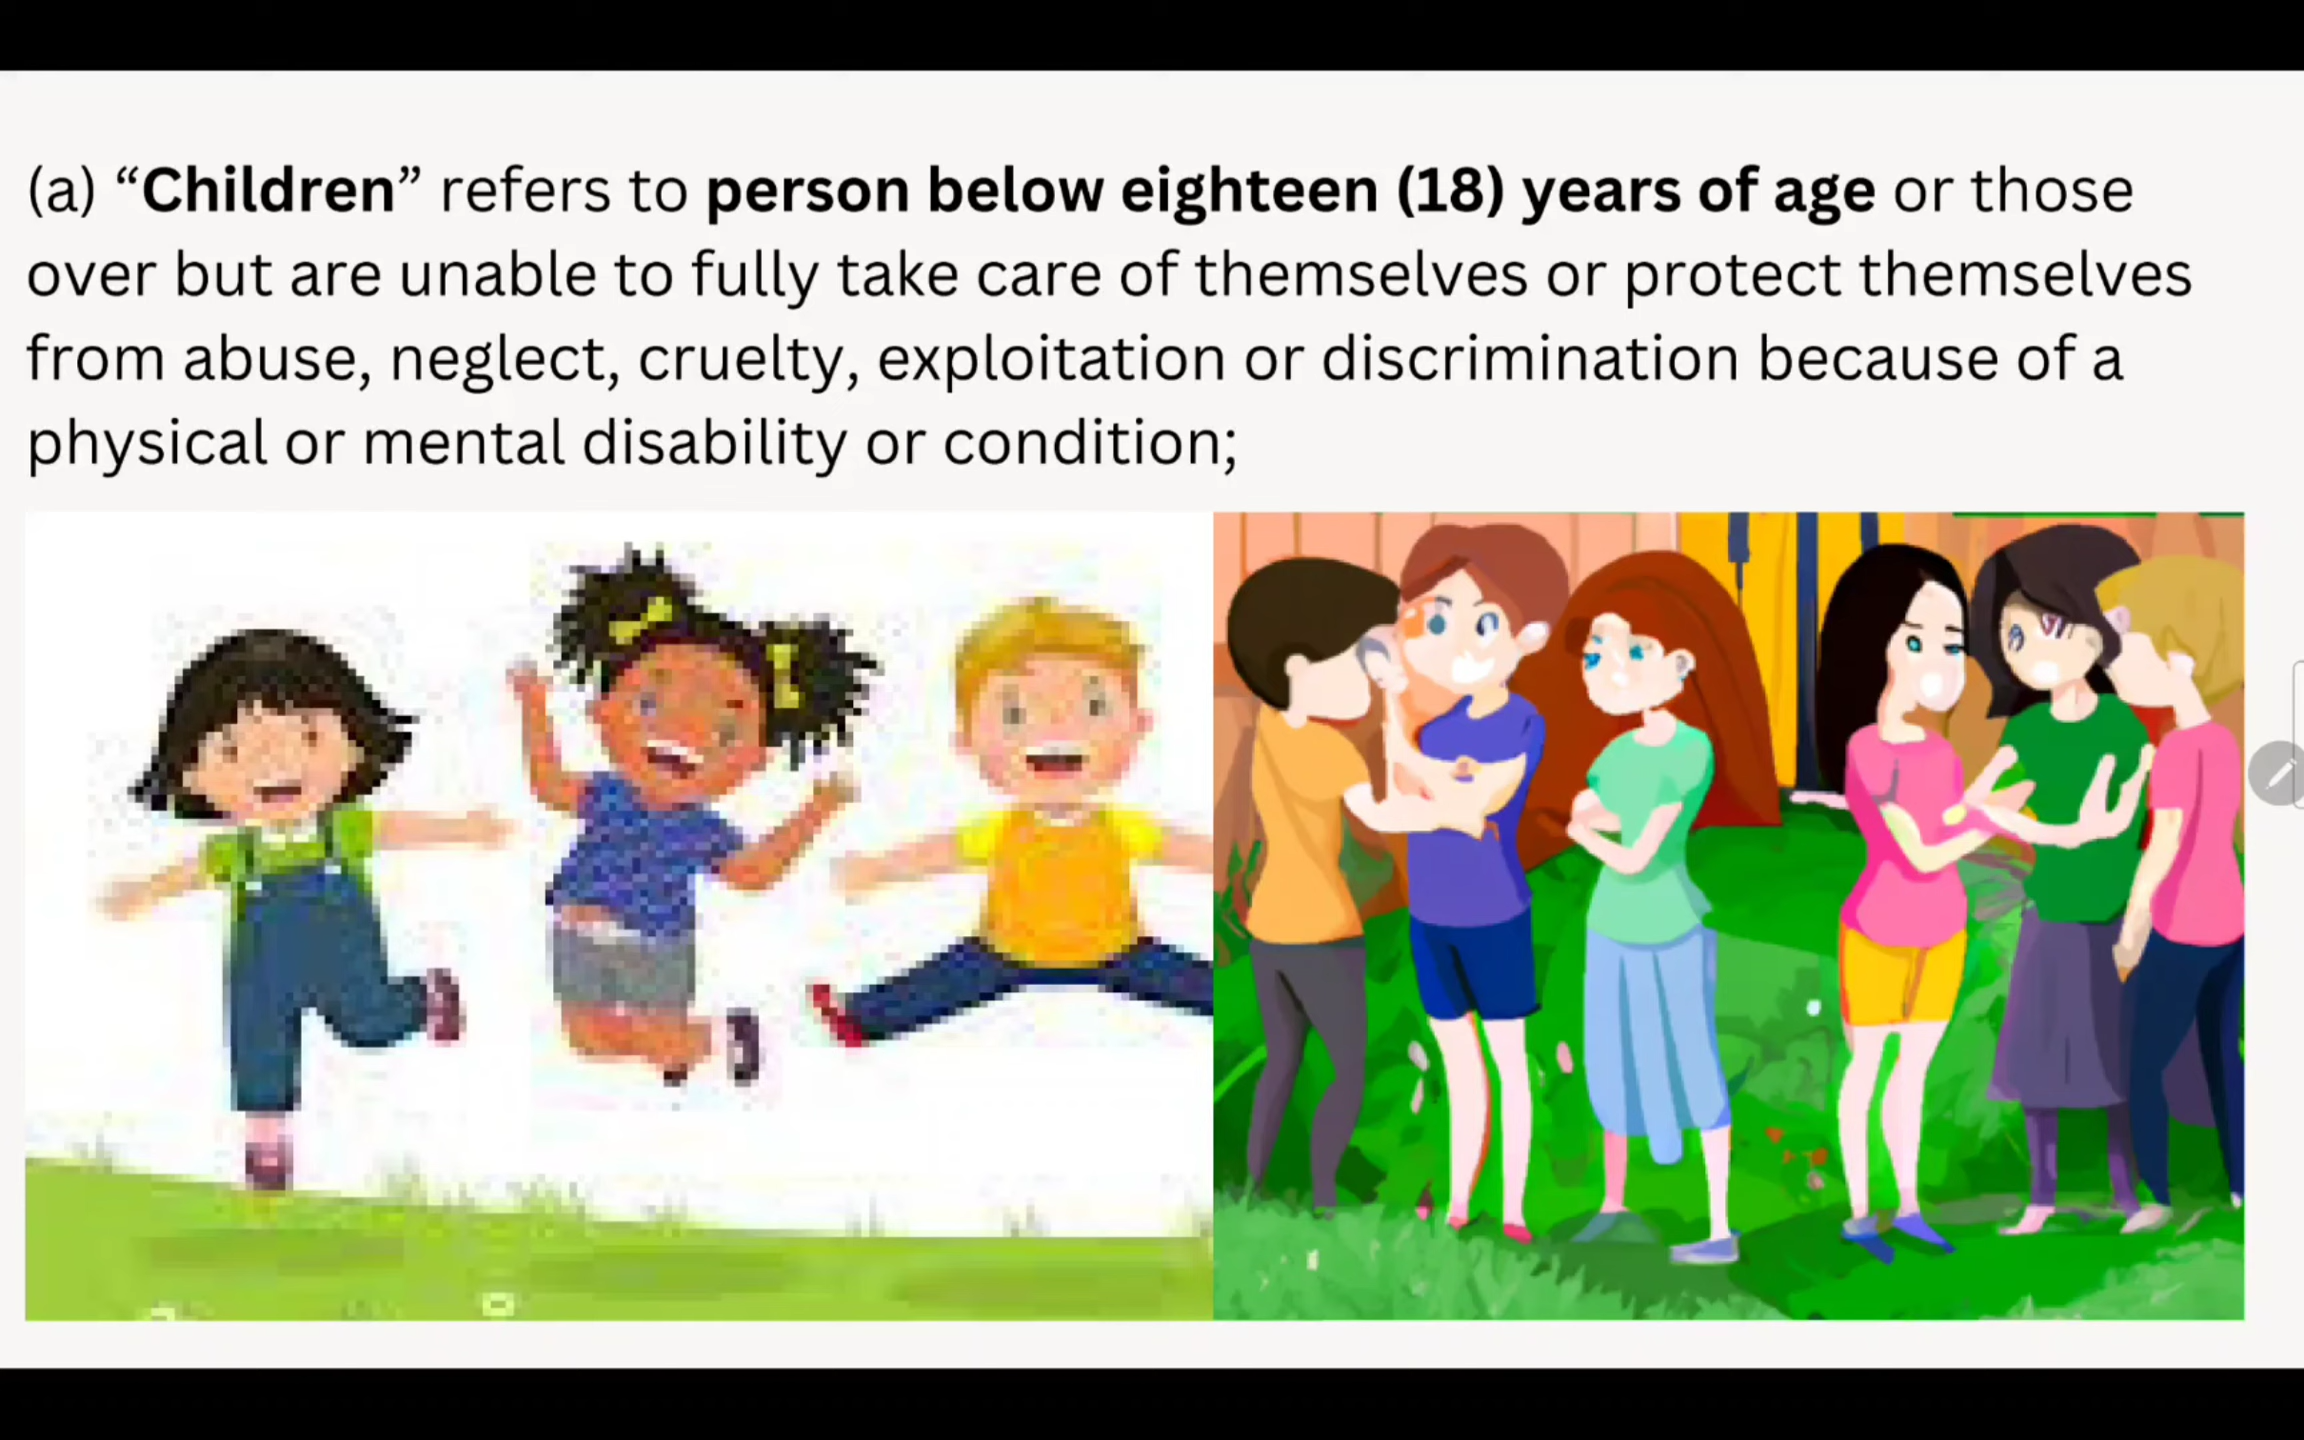 (a) “Children” refers to person below eighteen (18) years of age or those
over but are unable to fully take care of themselves or protect themselves
from abuse, neglect, cruelty, exploitation or discrimination because of a
physical or mental disability or condition;